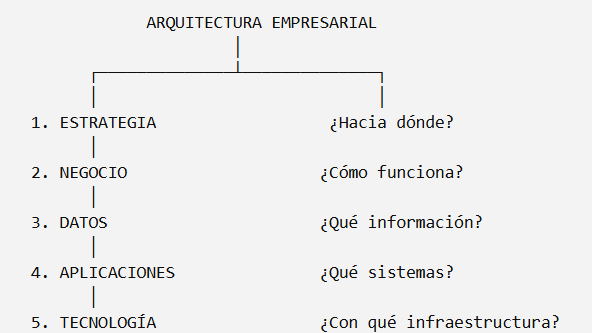 ARQUITECTURA EMPRESARIAL
1. ESTRATEGIA ¿Hacia dónde?
2. NEGOCIO ¿Cómo funciona?
3. DATOS ¿Qué información?
4. APLICACIONES ¿Qué sistemas?
5. TECNOLOGÍA ¿Con qué infraestructura?